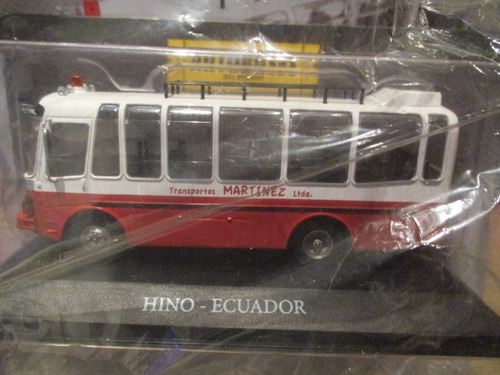 Transportes MARTINEZ Ltda.
HINO - ECUADOR